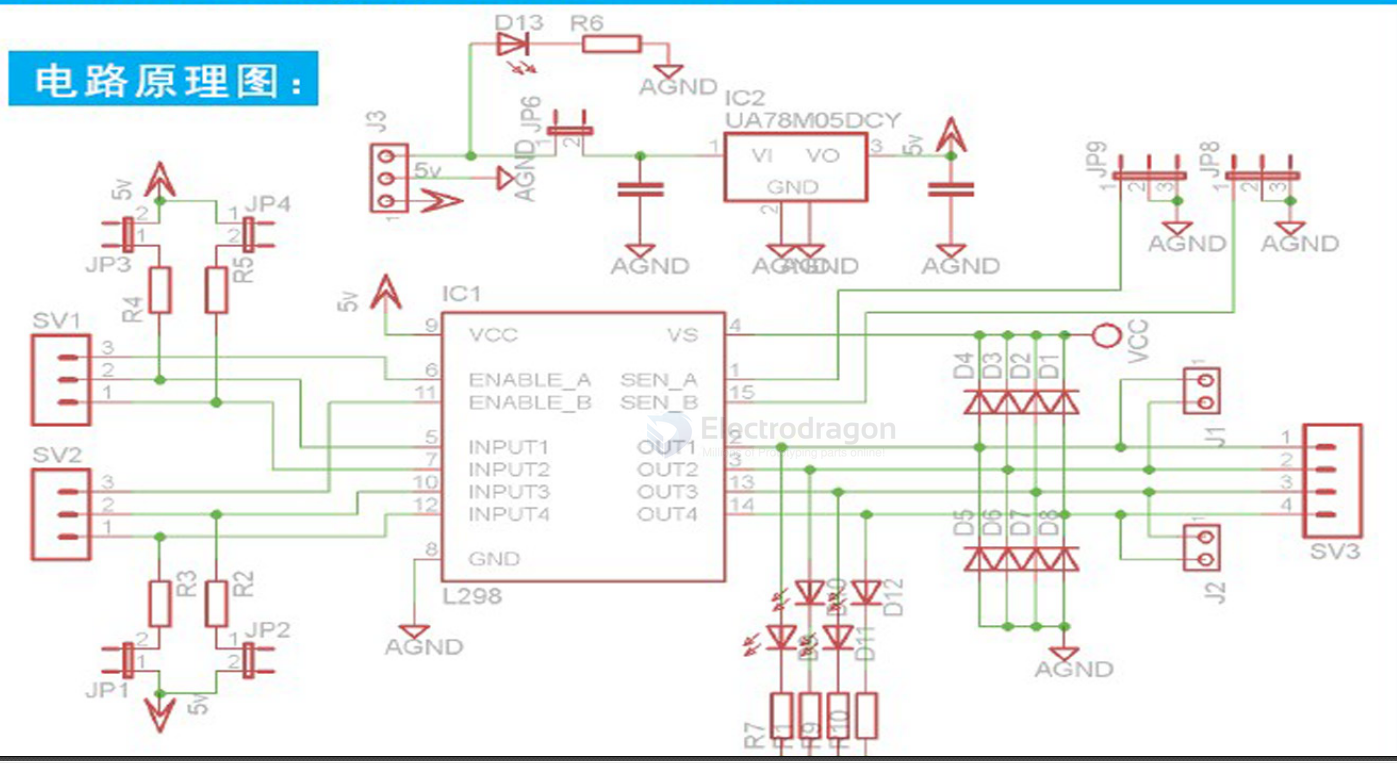 电路原理图：
D13 R6
AGND
J3
5v
1
AGND
JP6
1 2
IC2
UA78M05DCY
1 VI VO 3
GND
2
5v
AGND
AGND
AGND
JP9
1 2 3
AGND
JP8
1 2 3
AGND
5v
2 1
JP3
1 2
JP4
R4
R5
SV1
3
2
1
SV2
3
2
1
R3
R2
2 1
JP1
1 2
JP2
5v
5v
IC1
9 VCC VS 4
6 ENABLE_A SEN_A 1
11 ENABLE_B SEN_B 15
5 INPUT1 OUT1 2
7 INPUT2 OUT2 3
10 INPUT3 OUT3 13
12 INPUT4 OUT4 14
8 GND
L298
AGND
Electrodragon
VCC
D4 D3 D2 D1
D5 D6 D7 D8
AGND
J1
1
J2
1
1
2
3
4
SV3
D10 D12
D9 D11
R7 R9 R10